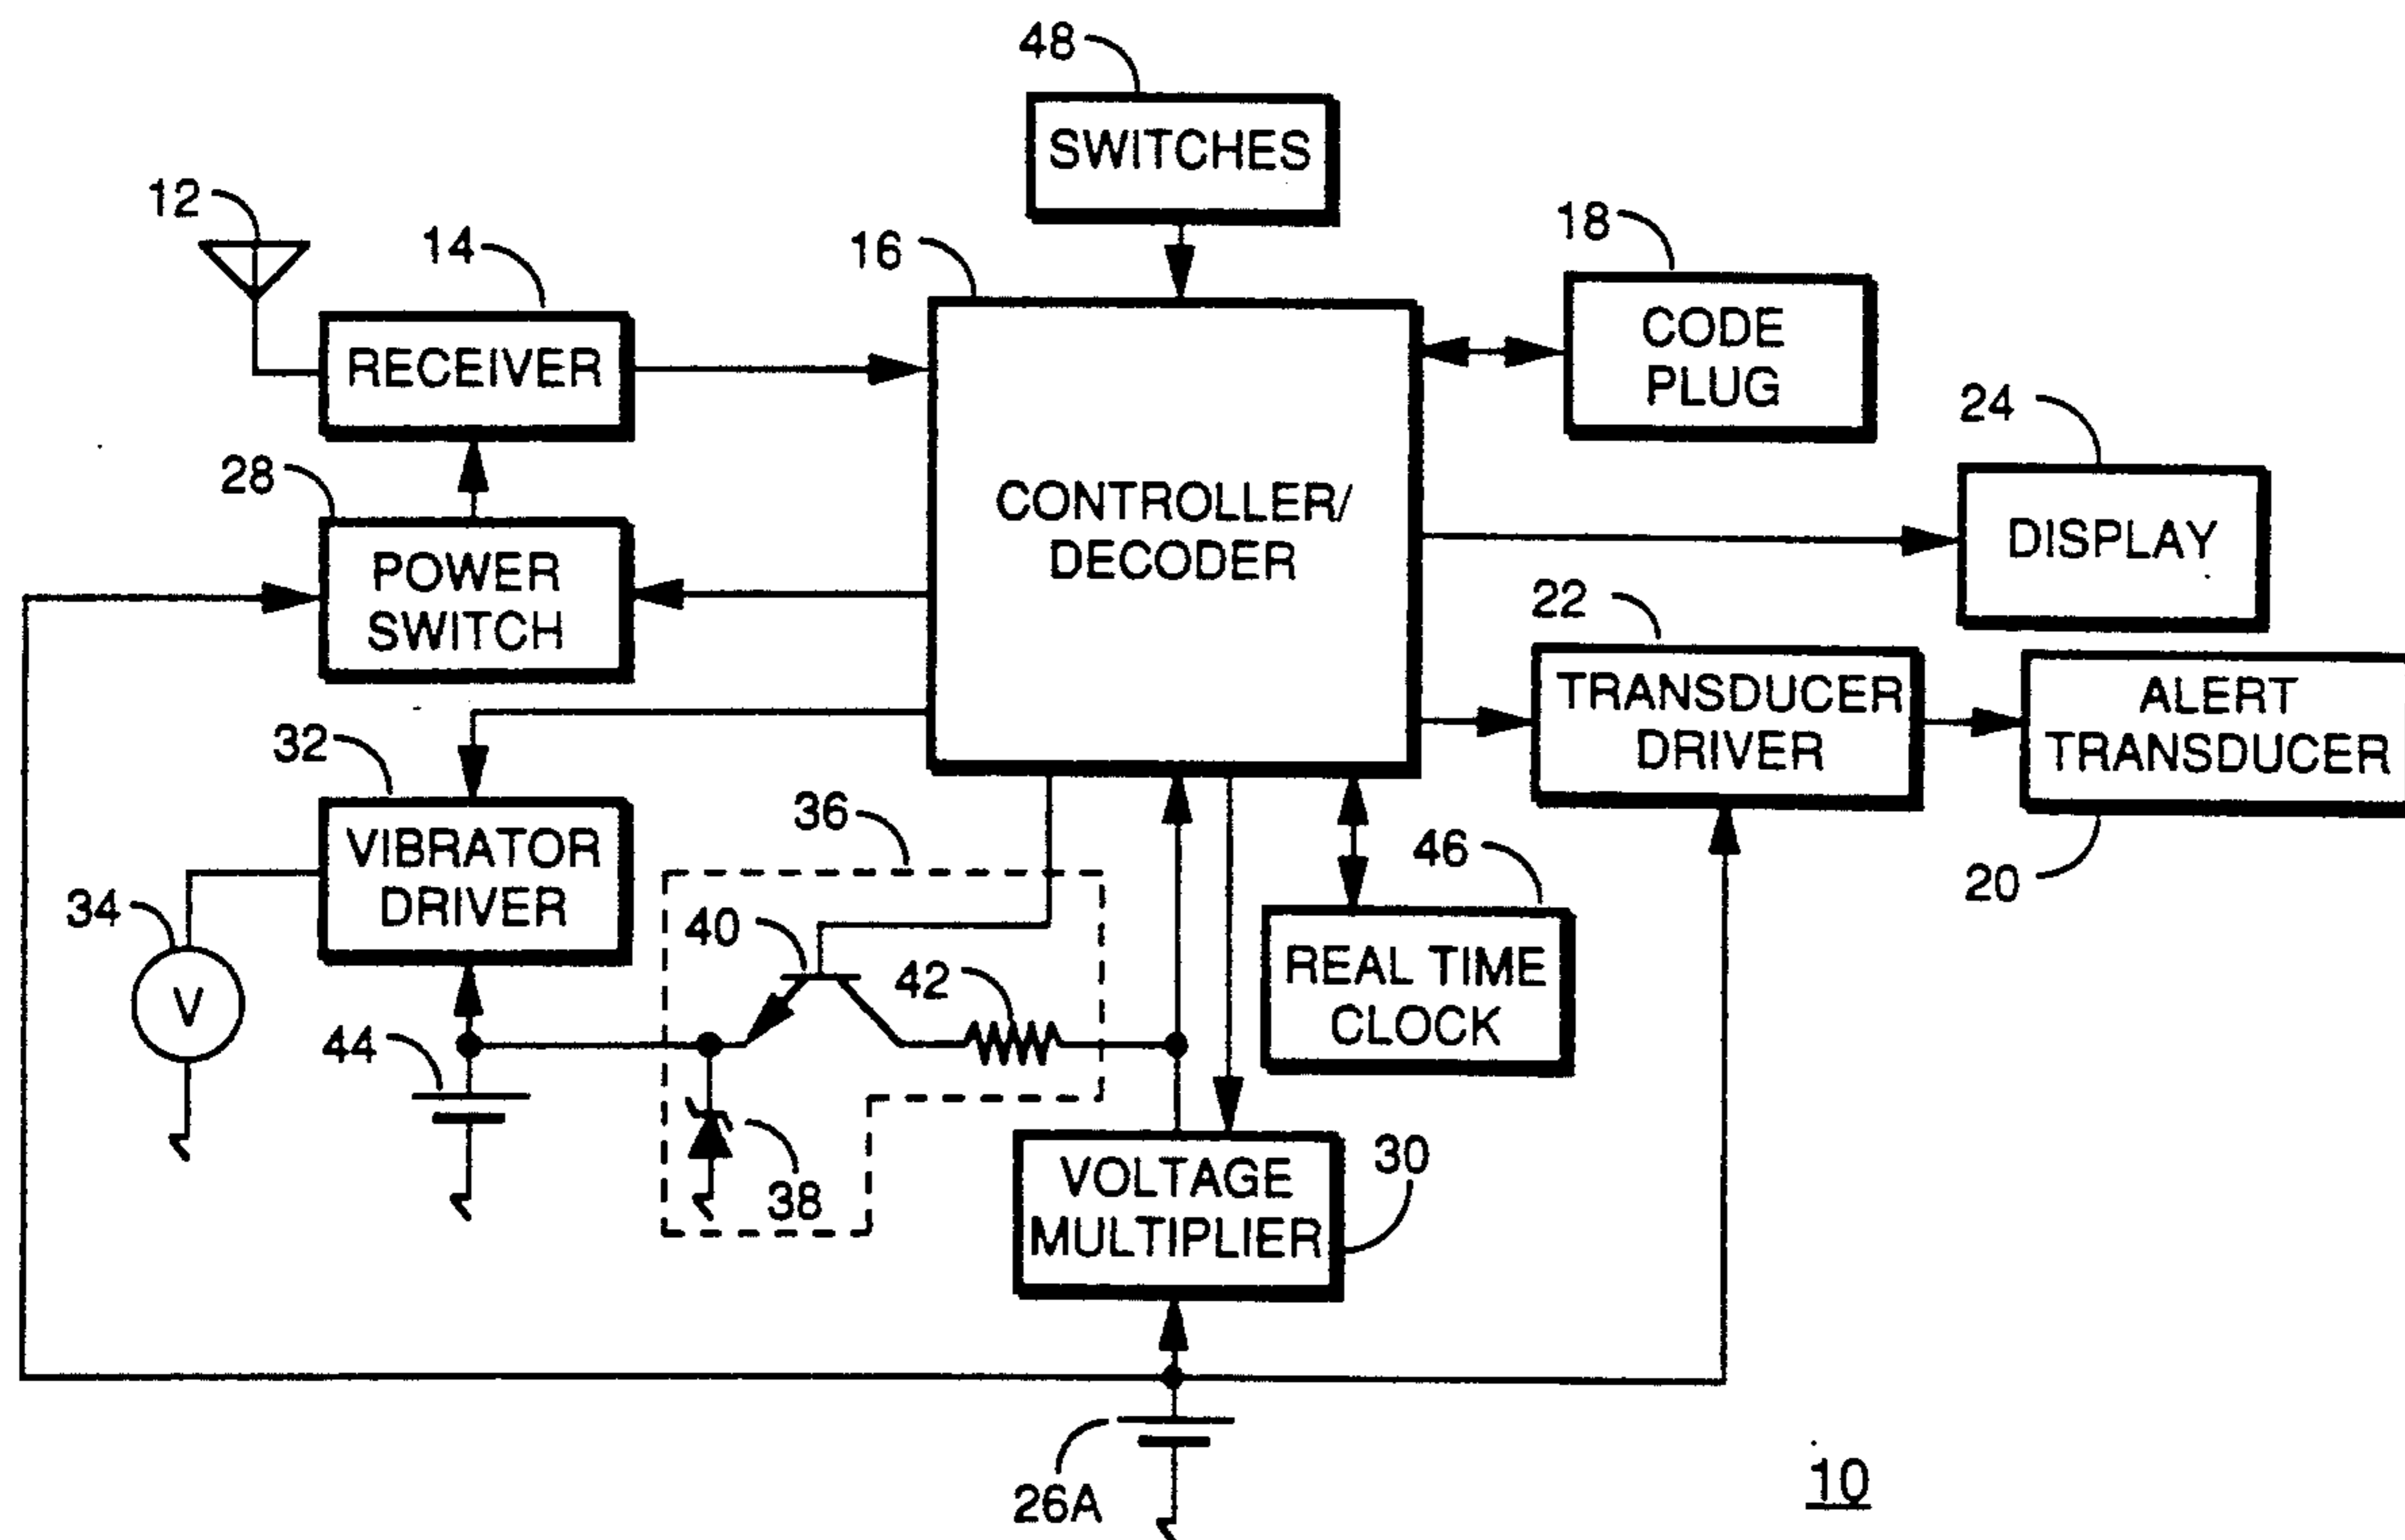 48
SWITCHES
12
14
16
18
RECEIVER
CODE
PLUG
24
28
CONTROLLER/
DECODER
DISPLAY
POWER
SWITCH
22
TRANSDUCER
DRIVER
ALERT
TRANSDUCER
20
32
VIBRATOR
DRIVER
34
V
36
40
42
46
REAL TIME
CLOCK
44
38
30
VOLTAGE
MULTIPLIER
26A
10